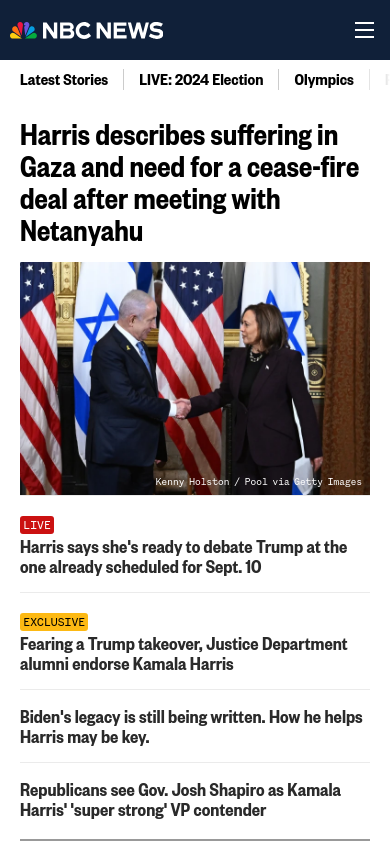 NBC NEWS
Latest Stories
LIVE: 2024 Election
Olympics
Harris describes suffering in
Gaza and need for a cease-fire
deal after meeting with
Netanyahu
Kenny Holston / Pool via Getty Images
LIVE
Harris says she's ready to debate Trump at the
one already scheduled for Sept. 10
EXCLUSIVE
Fearing a Trump takeover, Justice Department
alumni endorse Kamala Harris
Biden's legacy is still being written. How he helps
Harris may be key.
Republicans see Gov. Josh Shapiro as Kamala
Harris' 'super strong' VP contender